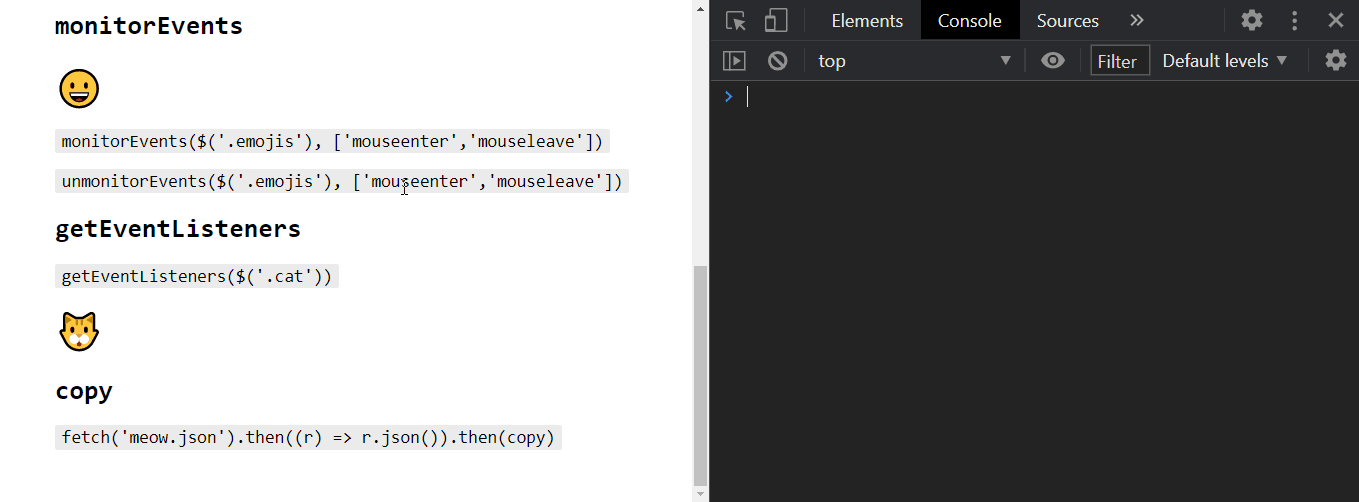 monitorEvents
monitorEvents($('.emojis'), ['mouseenter','mouseleave'])
unmonitorEvents($('.emojis'), ['mouseenter','mouseleave'])
getEventListeners
getEventListeners($('.cat'))
copy
fetch('meow.json').then((r) => r.json()).then(copy)
Elements Console Sources »
top ▼ Filter Default levels ▼
>